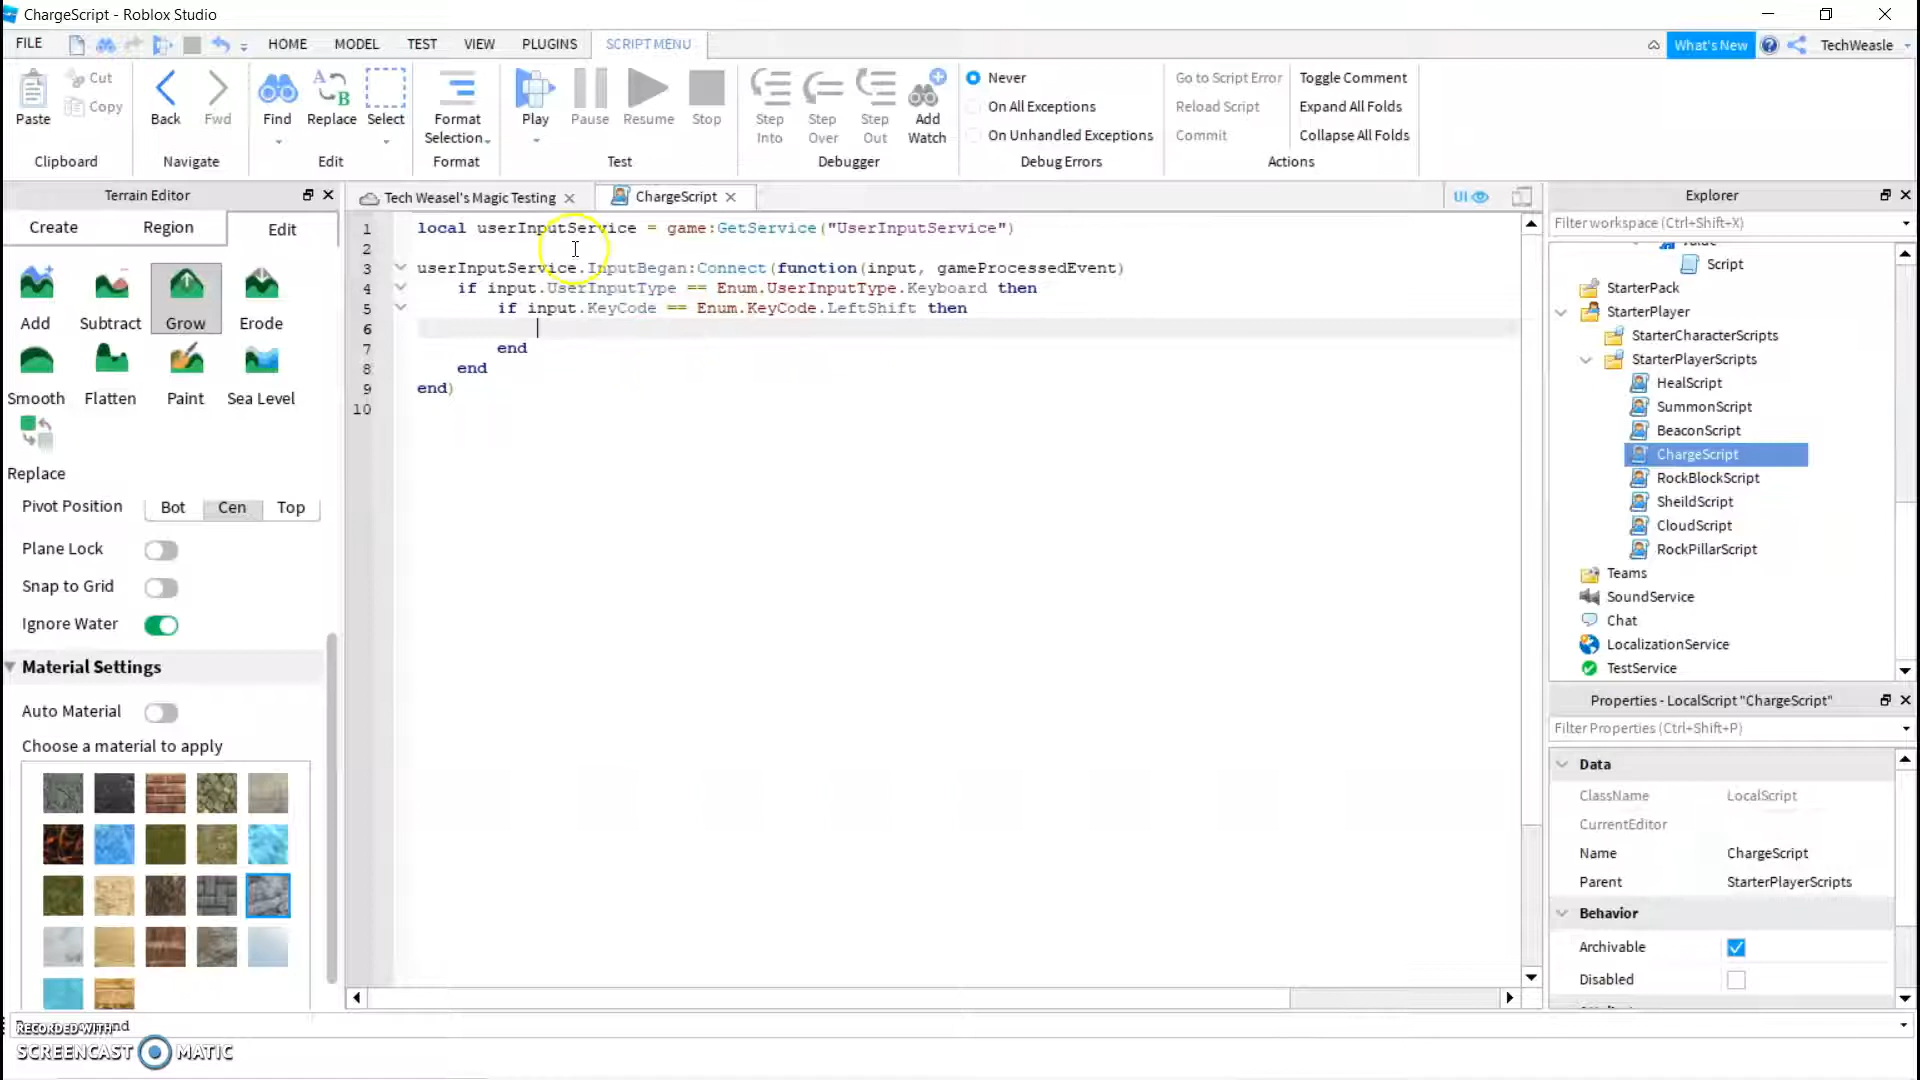 ChargeScript - Roblox Studio
FILE
HOME
MODEL
TEST
VIEW
PLUGINS
SCRIPT MENU
What's New
TechWeasle
Paste
Cut
Copy
Clipboard
Back
Fwd
Navigate
Find
Replace
Select
Edit
Format
Selection
Format
Play
Pause
Resume
Stop
Test
Step
Into
Step
Over
Step
Out
Add
Watch
Debugger
Never
On All Exceptions
On Unhandled Exceptions
Debug Errors
Go to Script Error
Reload Script
Commit
Toggle Comment
Expand All Folds
Collapse All Folds
Actions
Terrain Editor
Create
Region
Edit
Add
Subtract
Grow
Erode
Smooth
Flatten
Paint
Sea Level
Replace
Pivot Position
Bot
Cen
Top
Plane Lock
Snap to Grid
Ignore Water
Material Settings
Auto Material
Choose a material to apply
Tech Weasel's Magic Testing
ChargeScript
UI
1 local userInputService = game:GetService("UserInputService")
2
3 userInputService.InputBegan:Connect(function(input, gameProcessedEvent)
4 if input.UserInputType == Enum.UserInputType.Keyboard then
5 if input.KeyCode == Enum.KeyCode.LeftShift then
6
7 end
8 end
9 end)
10
Explorer
Filter workspace (Ctrl+Shift+X)
Script
StarterPack
StarterPlayer
StarterCharacterScripts
StarterPlayerScripts
HealScript
SummonScript
BeaconScript
ChargeScript
RockBlockScript
SheildScript
CloudScript
RockPillarScript
Teams
SoundService
Chat
LocalizationService
TestService
Properties - LocalScript "ChargeScript"
Filter Properties (Ctrl+Shift+P)
Data
ClassName LocalScript
CurrentEditor
Name ChargeScript
Parent StarterPlayerScripts
Behavior
Archivable
Disabled
RECORDED WITH
SCREENCAST MATIC